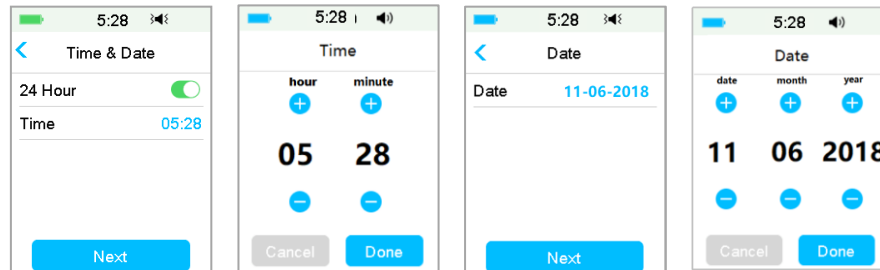 5:28
Time & Date
24 Hour
Time 05:28
Next
5:28
Time
hour minute
05 28
Cancel Done
5:28
Date
Date 11-06-2018
Next
5:28
Date
date month year
11 06 2018
Cancel Done